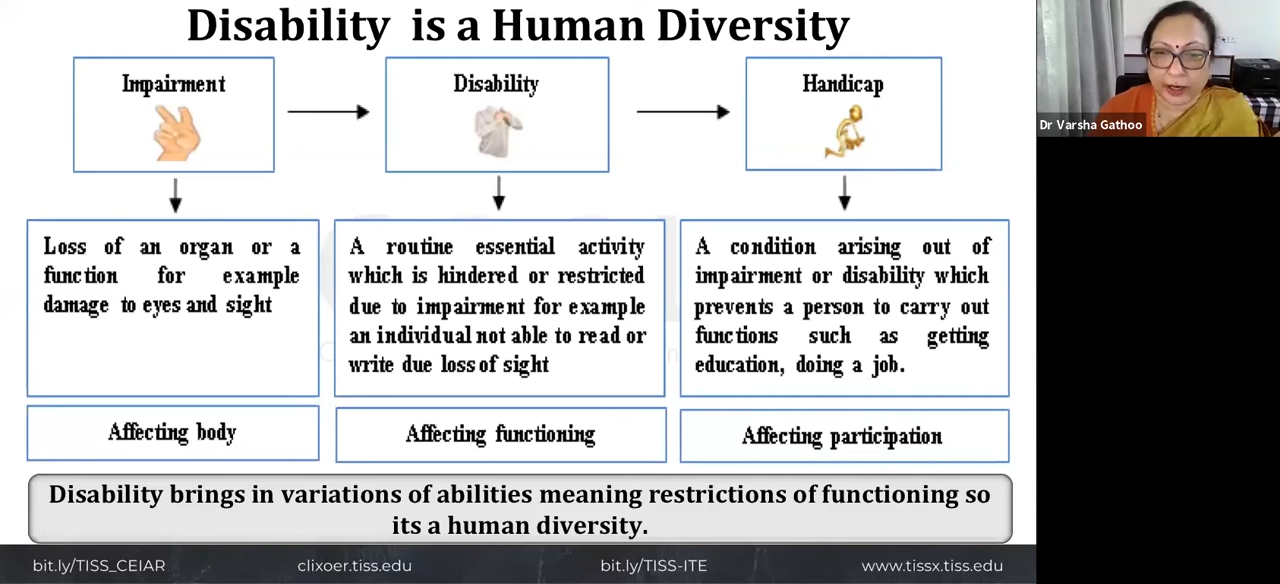 Disability is a Human Diversity
Impairment
Disability
Handicap
Loss of an organ or a
function for example
damage to eyes and sight
A routine essential activity
which is hindered or restricted
due to impairment for example
an individual not able to read or
write due loss of sight
A condition arising out of
impairment or disability which
prevents a person to carry out
functions such as getting
education, doing a job.
Affecting body
Affecting functioning
Affecting participation
Disability brings in variations of abilities meaning restrictions of functioning so
its a human diversity.
bit.ly/TISS_CEIAR
clixoer.tiss.edu
bit.ly/TISS-ITE
www.tissx.tiss.edu
Dr Varsha Gathoo